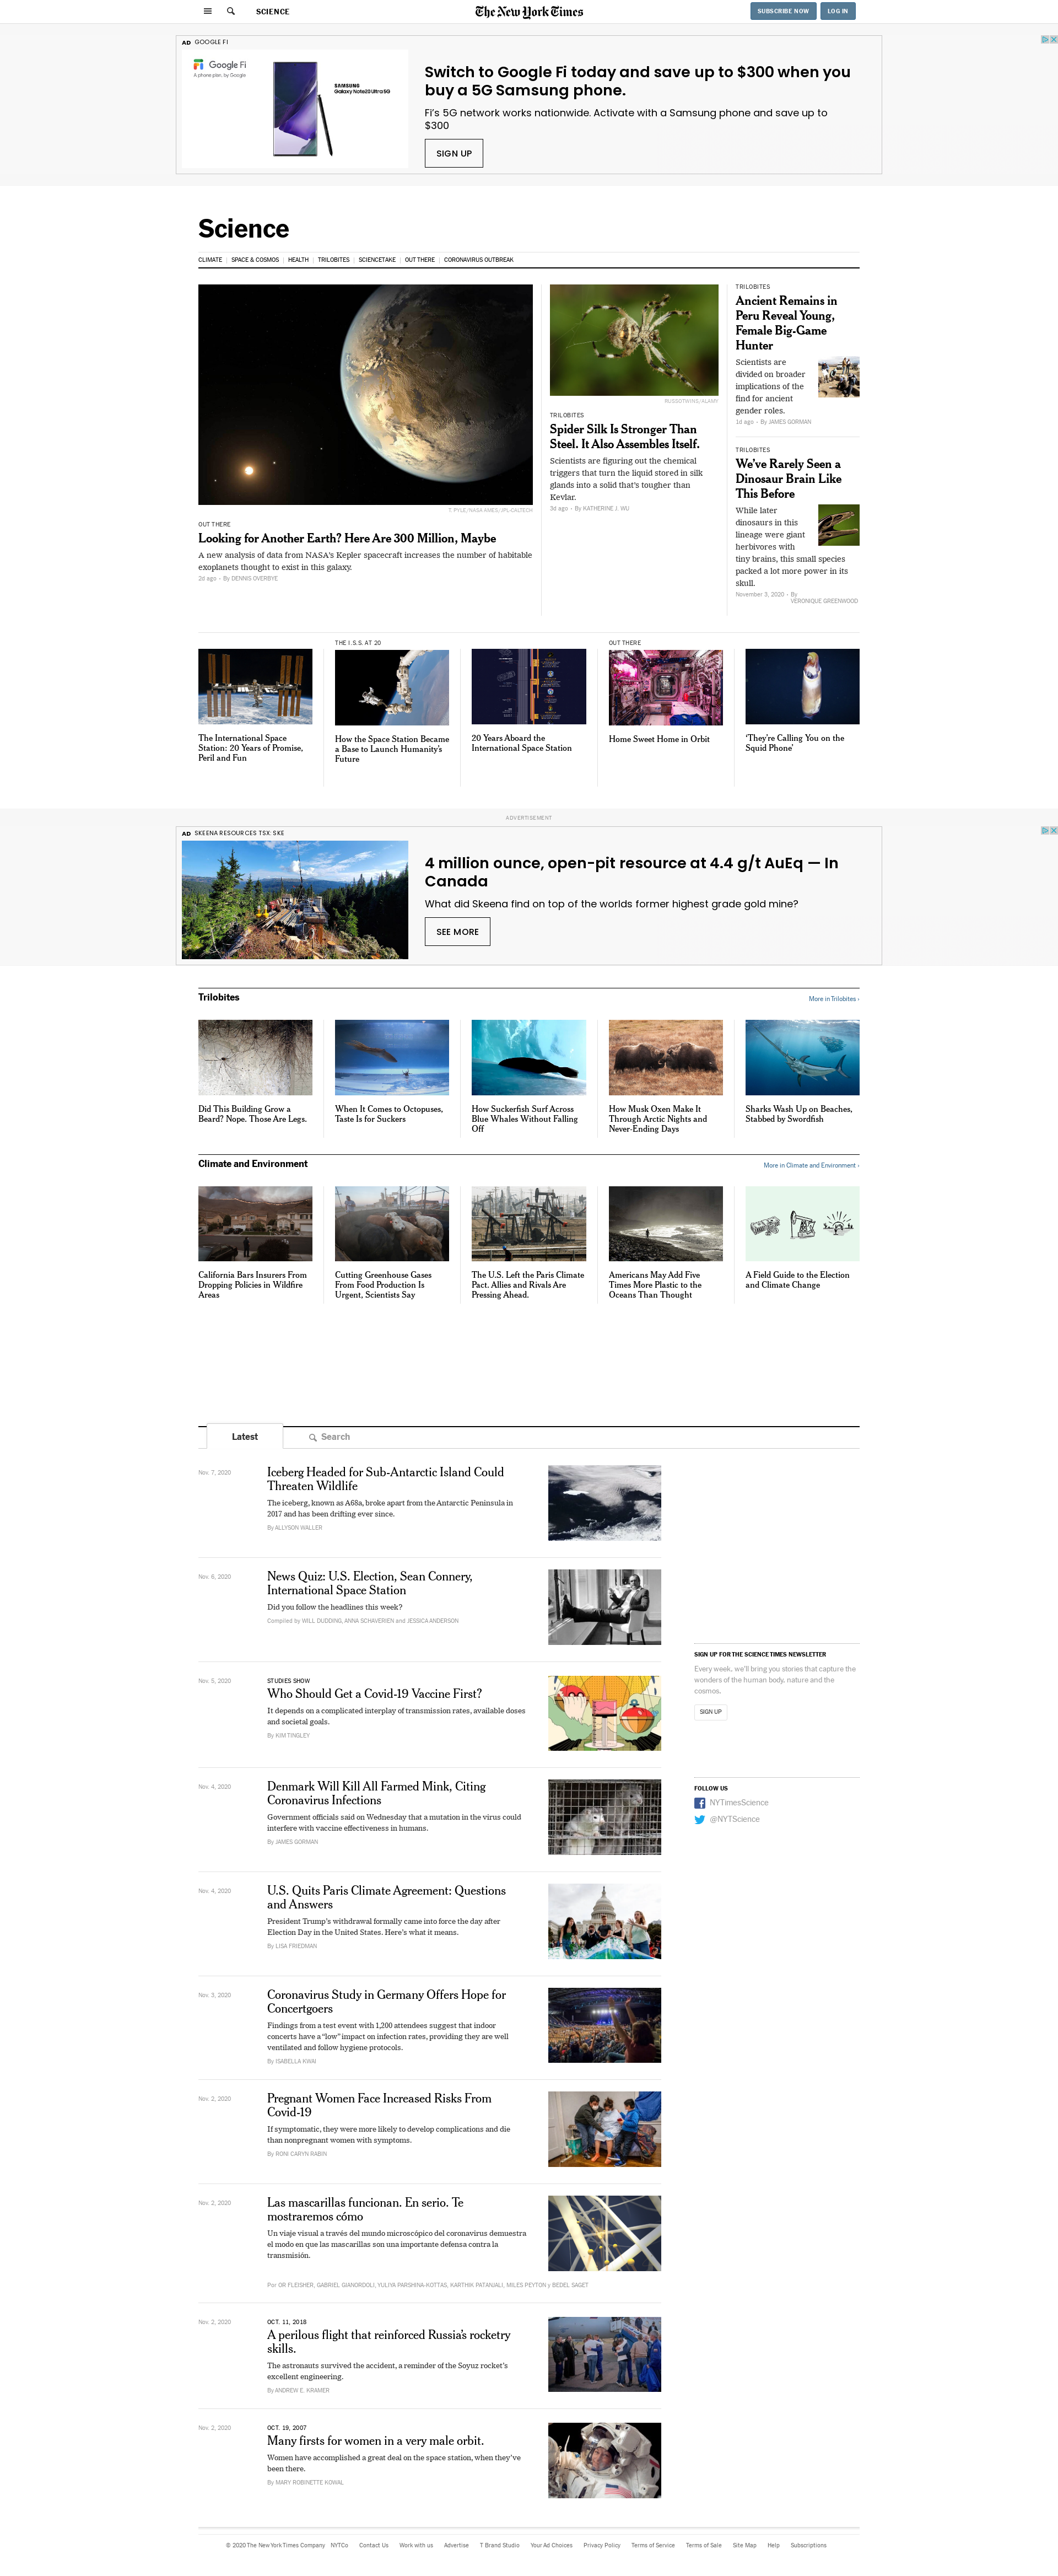 SCIENCE
The New York Times
SUBSCRIBE NOW
LOG IN
AD GOOGLE FI
Google Fi
A phone plan, by Google
SAMSUNG
Galaxy Note20 Ultra 5G
Switch to Google Fi today and save up to $300 when you
buy a 5G Samsung phone.
Fi's 5G network works nationwide. Activate with a Samsung phone and save up to
$300
SIGN UP
Science
CLIMATE | SPACE & COSMOS | HEALTH | TRILOBITES | SCIENCETAKE | OUT THERE | CORONAVIRUS OUTBREAK
T. PYLE/NASA AMES/JPL-CALTECH
OUT THERE
Looking for Another Earth? Here Are 300 Million, Maybe
A new analysis of data from NASA's Kepler spacecraft increases the number of habitable
exoplanets thought to exist in this galaxy.
2d ago · By DENNIS OVERBYE
RUSSOTWINS/ALAMY
TRILOBITES
Spider Silk Is Stronger Than
Steel. It Also Assembles Itself.
Scientists are figuring out the chemical
triggers that turn the liquid stored in silk
glands into a solid that's tougher than
Kevlar.
3d ago · By KATHERINE J. WU
TRILOBITES
Ancient Remains in
Peru Reveal Young,
Female Big-Game
Hunter
Scientists are
divided on broader
implications of the
find for ancient
gender roles.
1d ago · By JAMES GORMAN
TRILOBITES
We've Rarely Seen a
Dinosaur Brain Like
This Before
While later
dinosaurs in this
lineage were giant
herbivores with
tiny brains, this small species
packed a lot more power in its
skull.
November 3, 2020 · By
VERONIQUE GREENWOOD
The International Space
Station: 20 Years of Promise,
Peril and Fun
THE I.S.S. AT 20
How the Space Station Became
a Base to Launch Humanity's
Future
20 Years Aboard the
International Space Station
OUT THERE
Home Sweet Home in Orbit
'They're Calling You on the
Squid Phone'
ADVERTISEMENT
AD SKEENA RESOURCES TSX: SKE
4 million ounce, open-pit resource at 4.4 g/t AuEq — In
Canada
What did Skeena find on top of the worlds former highest grade gold mine?
SEE MORE
Trilobites
More in Trilobites ›
Did This Building Grow a
Beard? Nope. Those Are Legs.
When It Comes to Octopuses,
Taste Is for Suckers
How Suckerfish Surf Across
Blue Whales Without Falling
Off
How Musk Oxen Make It
Through Arctic Nights and
Never-Ending Days
Sharks Wash Up on Beaches,
Stabbed by Swordfish
Climate and Environment
More in Climate and Environment ›
California Bars Insurers From
Dropping Policies in Wildfire
Areas
Cutting Greenhouse Gases
From Food Production Is
Urgent, Scientists Say
The U.S. Left the Paris Climate
Pact. Allies and Rivals Are
Pressing Ahead.
Americans May Add Five
Times More Plastic to the
Oceans Than Thought
A Field Guide to the Election
and Climate Change
Latest
Search
Nov. 7, 2020
Iceberg Headed for Sub-Antarctic Island Could
Threaten Wildlife
The iceberg, known as A68a, broke apart from the Antarctic Peninsula in
2017 and has been drifting ever since.
By ALLYSON WALLER
Nov. 6, 2020
News Quiz: U.S. Election, Sean Connery,
International Space Station
Did you follow the headlines this week?
Compiled by WILL DUDDING, ANNA SCHAVERIEN and JESSICA ANDERSON
Nov. 5, 2020
STUDIES SHOW
Who Should Get a Covid-19 Vaccine First?
It depends on a complicated interplay of transmission rates, available doses
and societal goals.
By KIM TINGLEY
Nov. 4, 2020
Denmark Will Kill All Farmed Mink, Citing
Coronavirus Infections
Government officials said on Wednesday that a mutation in the virus could
interfere with vaccine effectiveness in humans.
By JAMES GORMAN
Nov. 4, 2020
U.S. Quits Paris Climate Agreement: Questions
and Answers
President Trump's withdrawal formally came into force the day after
Election Day in the United States. Here's what it means.
By LISA FRIEDMAN
Nov. 3, 2020
Coronavirus Study in Germany Offers Hope for
Concertgoers
Findings from a test event with 1,200 attendees suggest that indoor
concerts have a "low" impact on infection rates, providing they are well
ventilated and follow hygiene protocols.
By ISABELLA KWAI
Nov. 2, 2020
Pregnant Women Face Increased Risks From
Covid-19
If symptomatic, they were more likely to develop complications and die
than nonpregnant women with symptoms.
By RONI CARYN RABIN
Nov. 2, 2020
Las mascarillas funcionan. En serio. Te
mostraremos cómo
Un viaje visual a través del mundo microscópico del coronavirus demuestra
el modo en que las mascarillas son una importante defensa contra la
transmisión.
Por OR FLEISHER, GABRIEL GIANORDOLI, YULIYA PARSHINA-KOTTAS, KARTHIK PATANJALI, MILES PEYTON y BEDEL SAGET
Nov. 2, 2020
OCT. 11, 2018
A perilous flight that reinforced Russia's rocketry
skills.
The astronauts survived the accident, a reminder of the Soyuz rocket's
excellent engineering.
By ANDREW E. KRAMER
Nov. 2, 2020
OCT. 19, 2007
Many firsts for women in a very male orbit.
Women have accomplished a great deal on the space station, when they've
been there.
By MARY ROBINETTE KOWAL
SIGN UP FOR THE SCIENCE TIMES NEWSLETTER
Every week, we'll bring you stories that capture the
wonders of the human body, nature and the
cosmos.
SIGN UP
FOLLOW US
NYTimesScience
@NYTScience
© 2020 The New York Times Company NYTCo Contact Us Work with us Advertise T Brand Studio Your Ad Choices Privacy Policy Terms of Service Terms of Sale Site Map Help Subscriptions